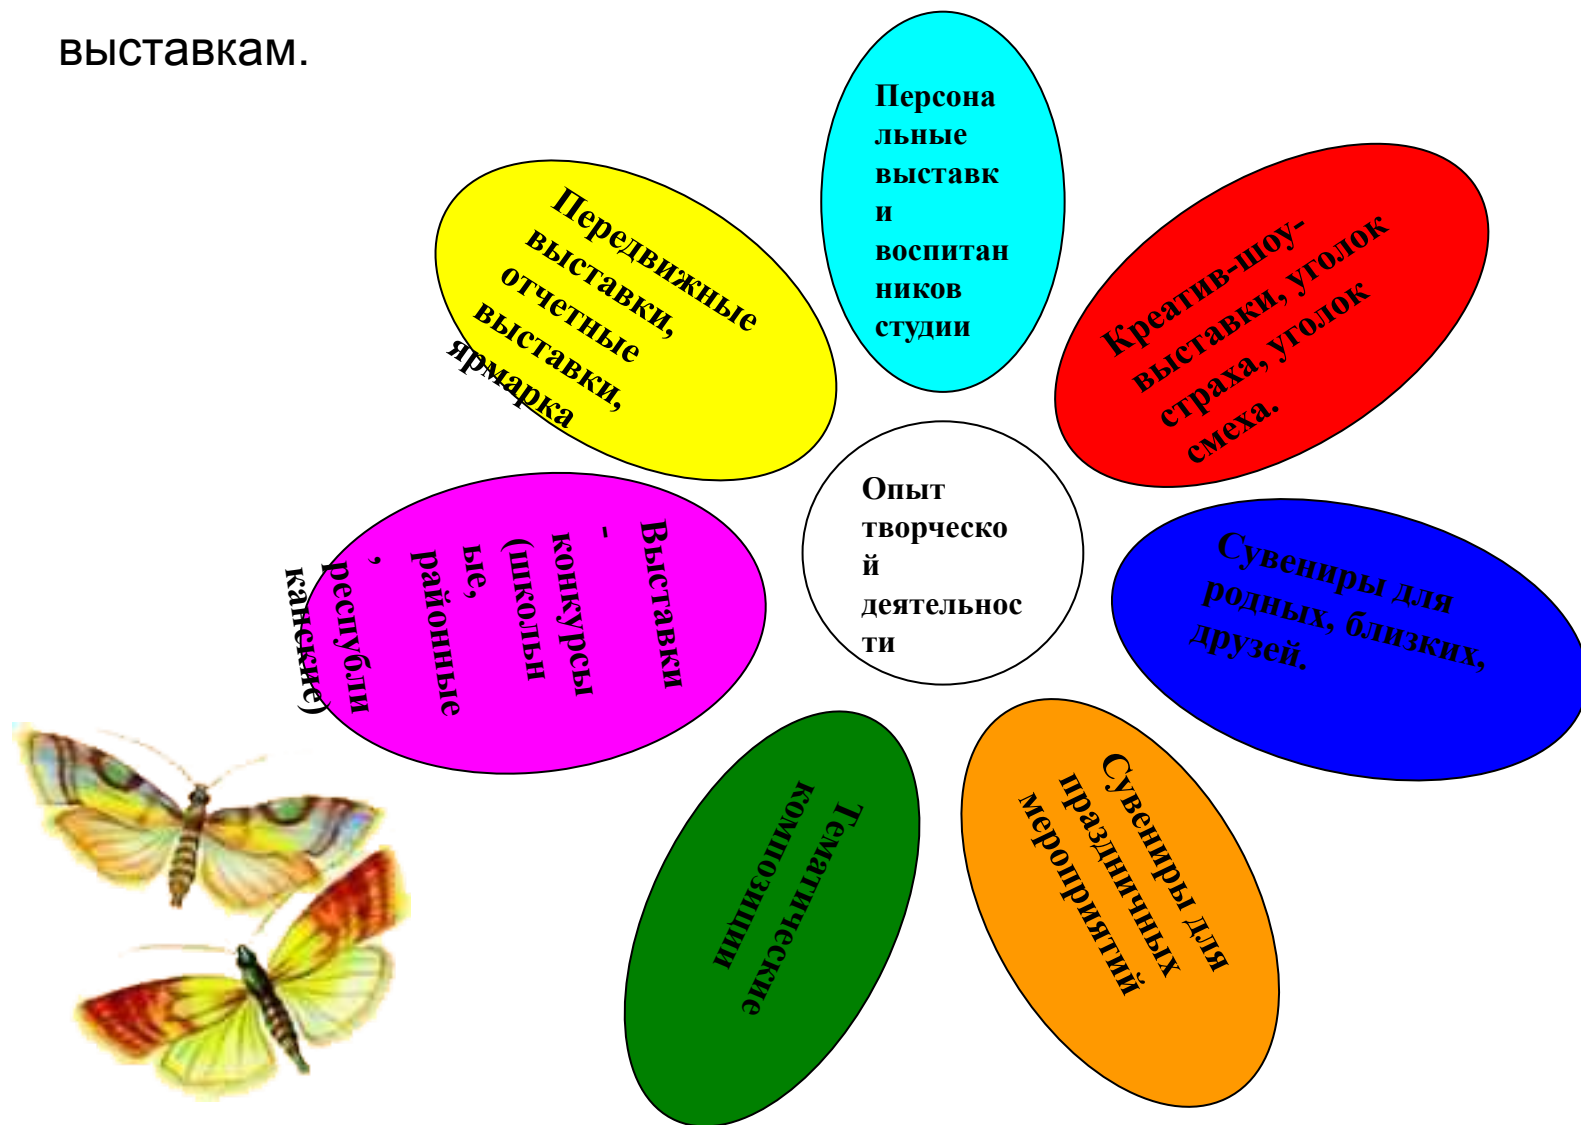 выставкам.
Персона
льные
выставк
и
воспитан
ников
студии
Передвижные
выставки,
отчетные
выставки,
ярмарка
Креатив-шоу-
выставки, уголок
страха, уголок
смеха.
Опыт
творческо
й
деятельнос
ти
Выставки
-
конкурсы
(школьн
ые,
районные
,
республи
канские)
Сувениры для
родных, близких,
друзей.
Тематические
композиции
Сувениры для
праздничных
мероприятий